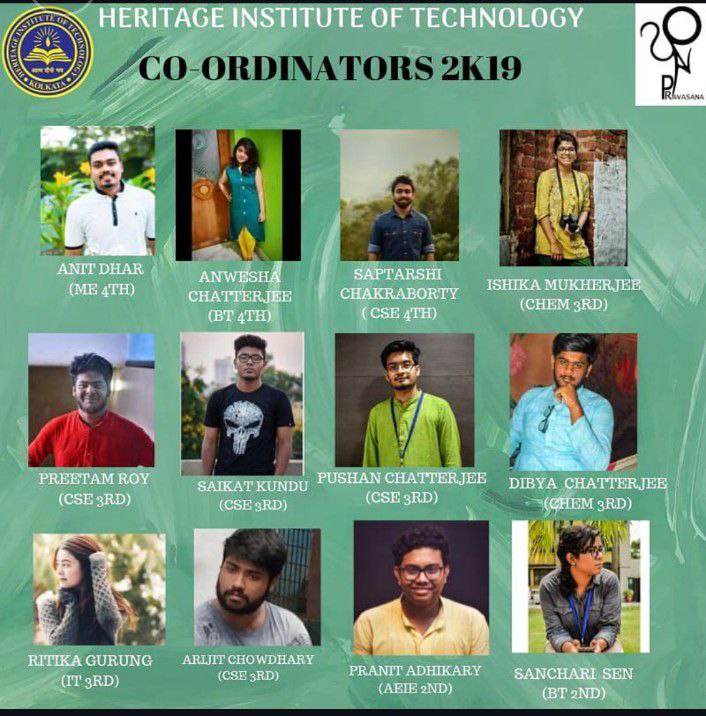 HERITAGE INSTITUTE OF TECHNOLOGY
HERITAGE INSTITUTE OF TECHNOLOGY
KOLKATA
CO-ORDINATORS 2K19
PRAVASANA
ANIT DHAR
(ME 4TH)
ANWESHA
CHATTERJEE
(BT 4TH)
SAPTARSHI
CHAKRABORTY
( CSE 4TH)
ISHIKA MUKHERJEE
(CHEM 3RD)
PREETAM ROY
(CSE 3RD)
SAIKAT KUNDU
(CSE 3RD)
PUSHAN CHATTERJEE
(CSE 3RD)
DIBYA CHATTERJEE
(CHEM 3RD)
RITIKA GURUNG
(IT 3RD)
ARIJIT CHOWDHARY
(CSE 3RD)
PRANIT ADHIKARY
(AEIE 2ND)
SANCHARI SEN
(BT 2ND)